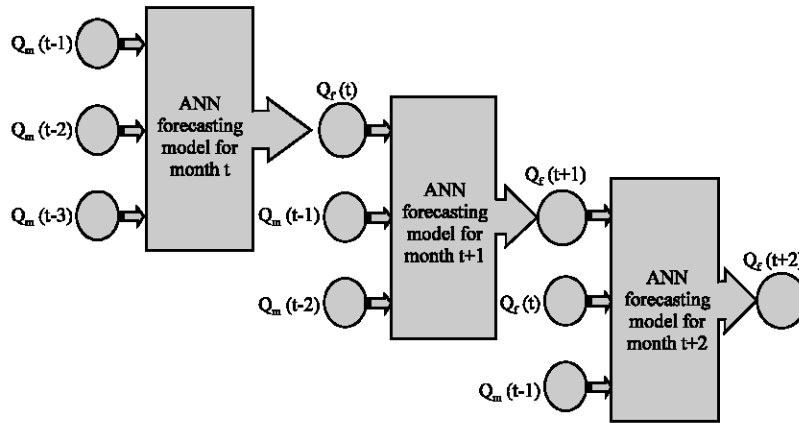 Qm (t-1)
Qm (t-2)
Qm (t-3)
ANN
forecasting
model for
month t
Qf (t)
Qm (t-1)
Qm (t-2)
ANN
forecasting
model for
month t+1
Qf (t+1)
Qf (t)
Qm (t-1)
ANN
forecasting
model for
month t+2
Qf (t+2)